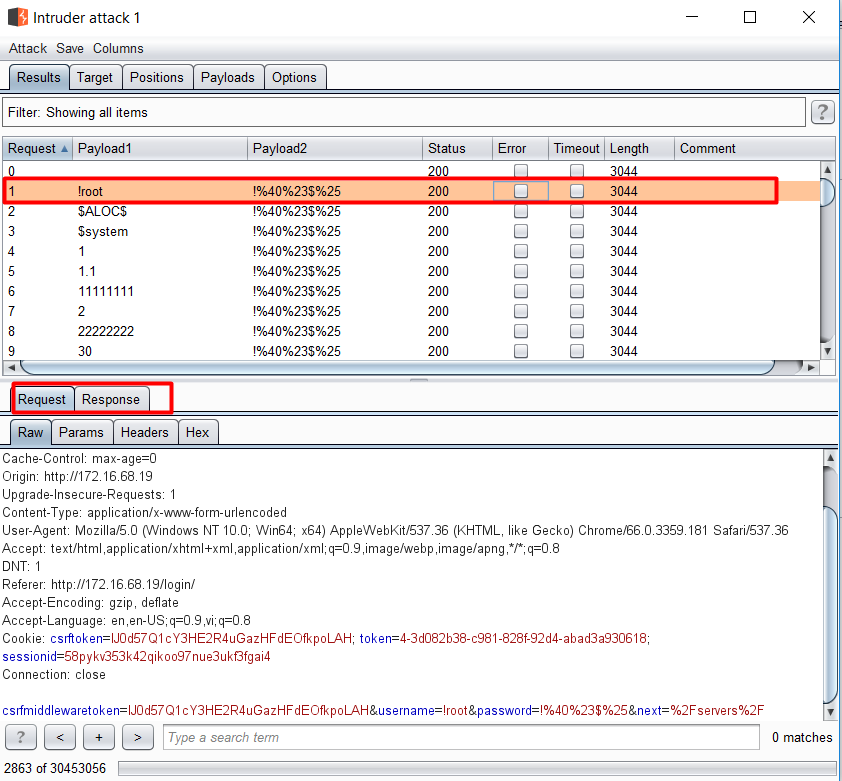 Intruder attack 1
Attack Save Columns
Results Target Positions Payloads Options
Filter: Showing all items ?
Request Payload1 Payload2 Status Error Timeout Length Comment
0 200 3044
1 !root !%40%23$%25 200 3044
2 $ALOC$ !%40%23$%25 200 3044
3 $system !%40%23$%25 200 3044
4 1 !%40%23$%25 200 3044
5 1.1 !%40%23$%25 200 3044
6 11111111 !%40%23$%25 200 3044
7 2 !%40%23$%25 200 3044
8 22222222 !%40%23$%25 200 3044
9 30 !%40%23$%25 200 3044
Request Response
Raw Params Headers Hex
Cache-Control: max-age=0
Origin: http://172.16.68.19
Upgrade-Insecure-Requests: 1
Content-Type: application/x-www-form-urlencoded
User-Agent: Mozilla/5.0 (Windows NT 10.0; Win64; x64) AppleWebKit/537.36 (KHTML, like Gecko) Chrome/66.0.3359.181 Safari/537.36
Accept: text/html,application/xhtml+xml,application/xml;q=0.9,image/webp,image/apng,*/*;q=0.8
DNT: 1
Referer: http://172.16.68.19/login/
Accept-Encoding: gzip, deflate
Accept-Language: en,en-US;q=0.9,vi;q=0.8
Cookie: csrftoken=IJ0d57Q1cY3HE2R4uGazHFdEOfkpoLAH; token=4-3d082b38-c981-828f-92d4-abad3a930618;
sessionid=58pykv353k42qikoo97nue3ukf3fgai4
Connection: close
csrfmiddlewaretoken=IJ0d57Q1cY3HE2R4uGazHFdEOfkpoLAH&username=!root&password=!%40%23$%25&next=%2Fservers%2F
? < + > Type a search term 0 matches
2863 of 30453056